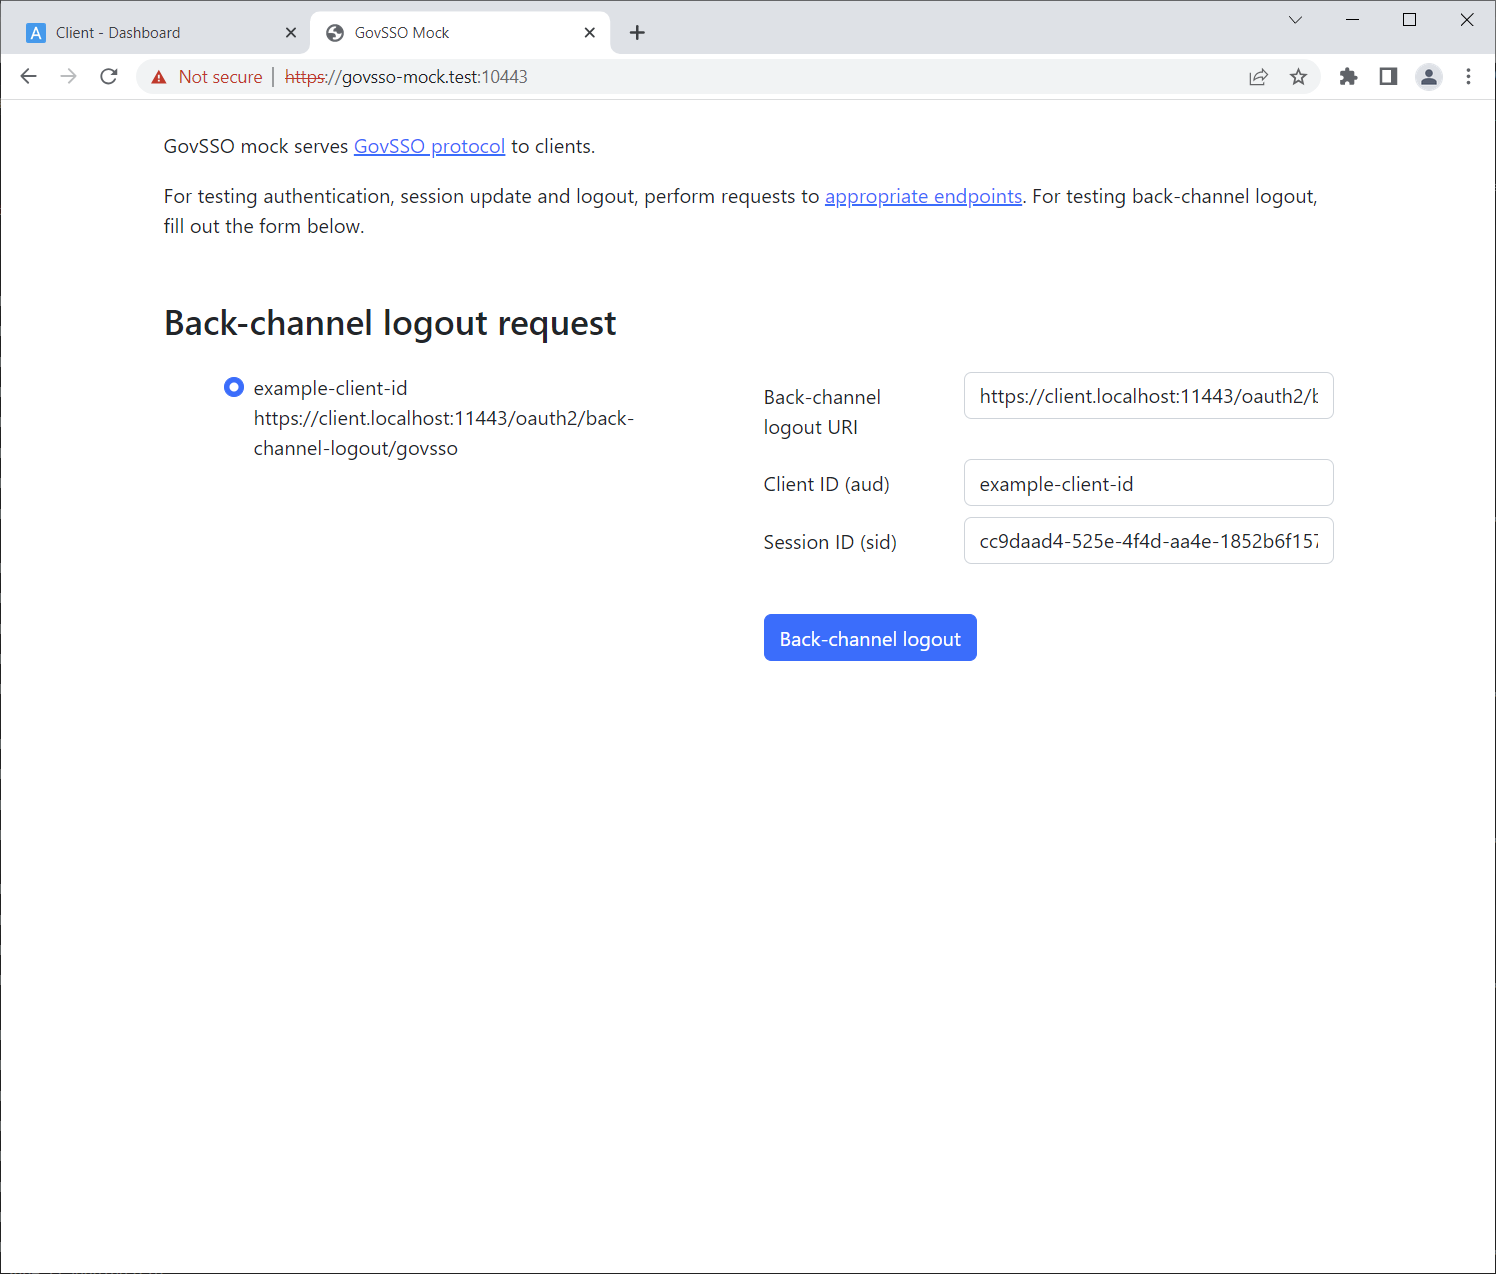 A Client - Dashboard
GovSSO Mock
Not secure https://govsso-mock.test:10443
GovSSO mock serves GovSSO protocol to clients.
For testing authentication, session update and logout, perform requests to appropriate endpoints. For testing back-channel logout,
fill out the form below.
Back-channel logout request
example-client-id
https://client.localhost:11443/oauth2/back-
channel-logout/govsso
Back-channel
logout URI
https://client.localhost:11443/oauth2/b
Client ID (aud)
example-client-id
Session ID (sid)
cc9daad4-525e-4f4d-aa4e-1852b6f157
Back-channel logout